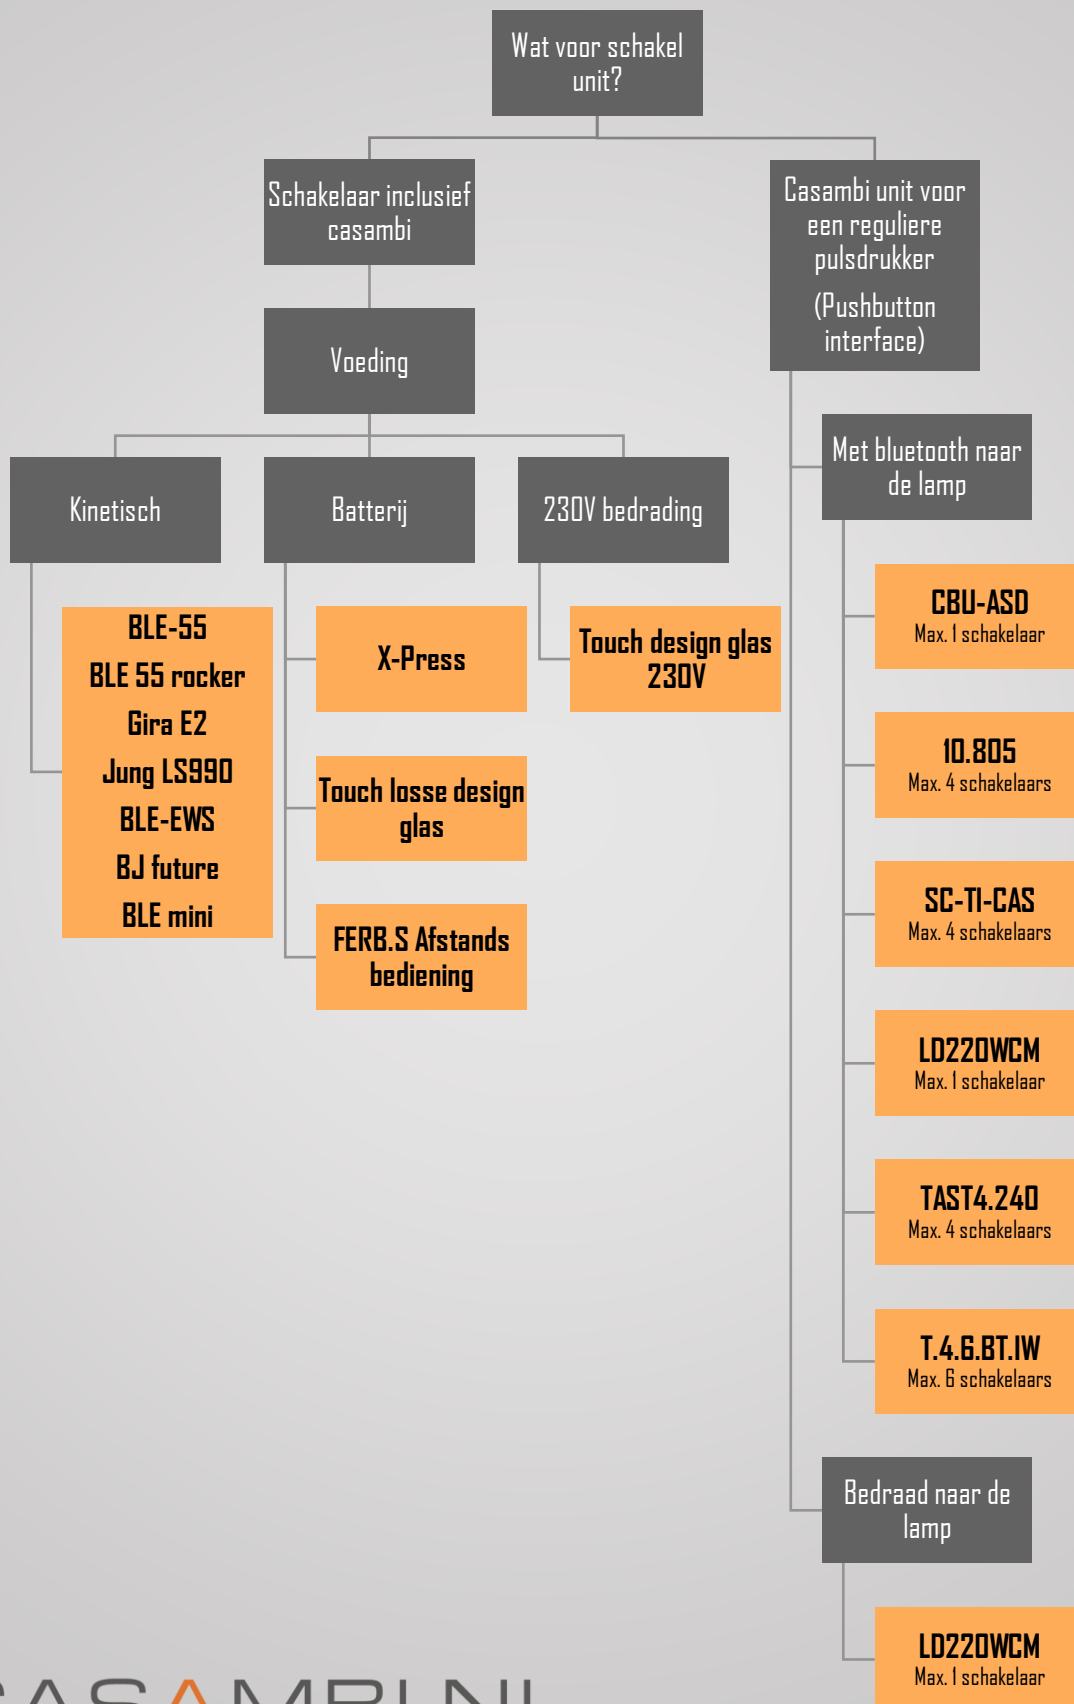 Wat voor schakel
unit?
Schakelaar inclusief
casambi
Casambi unit voor
een reguliere
pulsdrukker
(Pushbutton
interface)
Voeding
Kinetisch
Batterij
230V bedrading
BLE-55
BLE 55 rocker
Gira E2
Jung LS990
BLE-EWS
BJ future
BLE mini
X-Press
Touch losse design
glas
FERB.S Afstands
bediening
Touch design glas
230V
Met bluetooth naar
de lamp
CBU-ASD
Max. 1 schakelaar
10.805
Max. 4 schakelaars
SC-TI-CAS
Max. 4 schakelaars
LD220WCM
Max. 1 schakelaar
TAST4.240
Max. 4 schakelaars
T.4.6.BT.IW
Max. 6 schakelaars
Bedraad naar de
lamp
LD220WCM
Max. 1 schakelaar
CASAMBI.NL